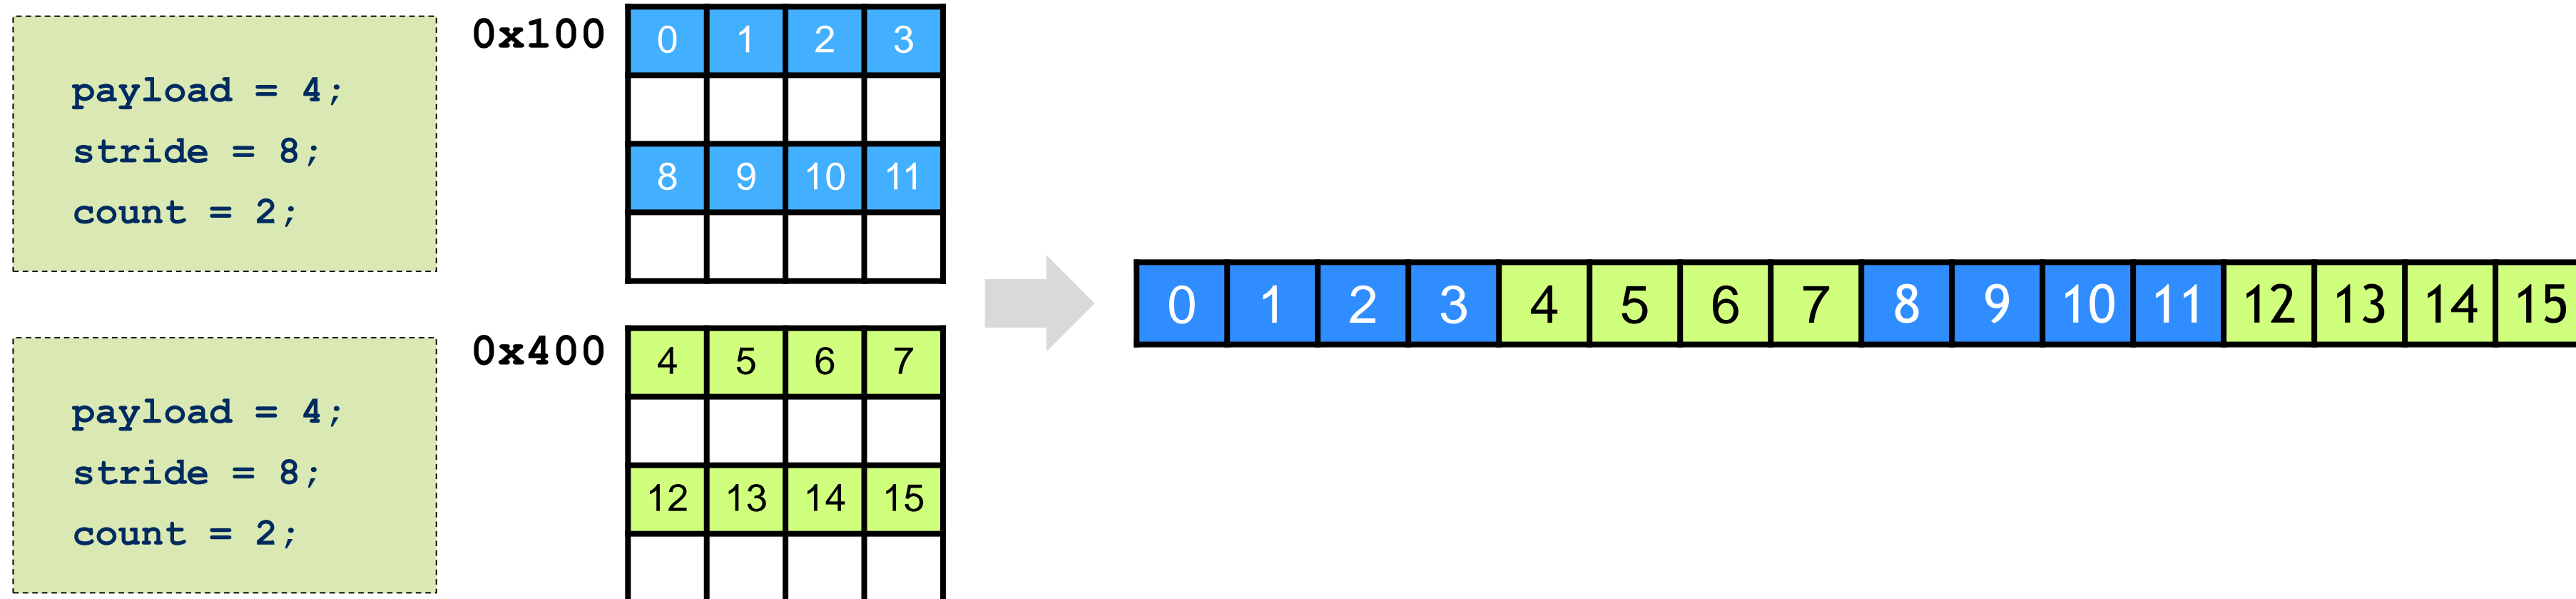 payload = 4;
stride = 8;
count = 2;
0x100
0 1 2 3
8 9 10 11
payload = 4;
stride = 8;
count = 2;
0x400
4 5 6 7
12 13 14 15
0 1 2 3 4 5 6 7 8 9 10 11 12 13 14 15